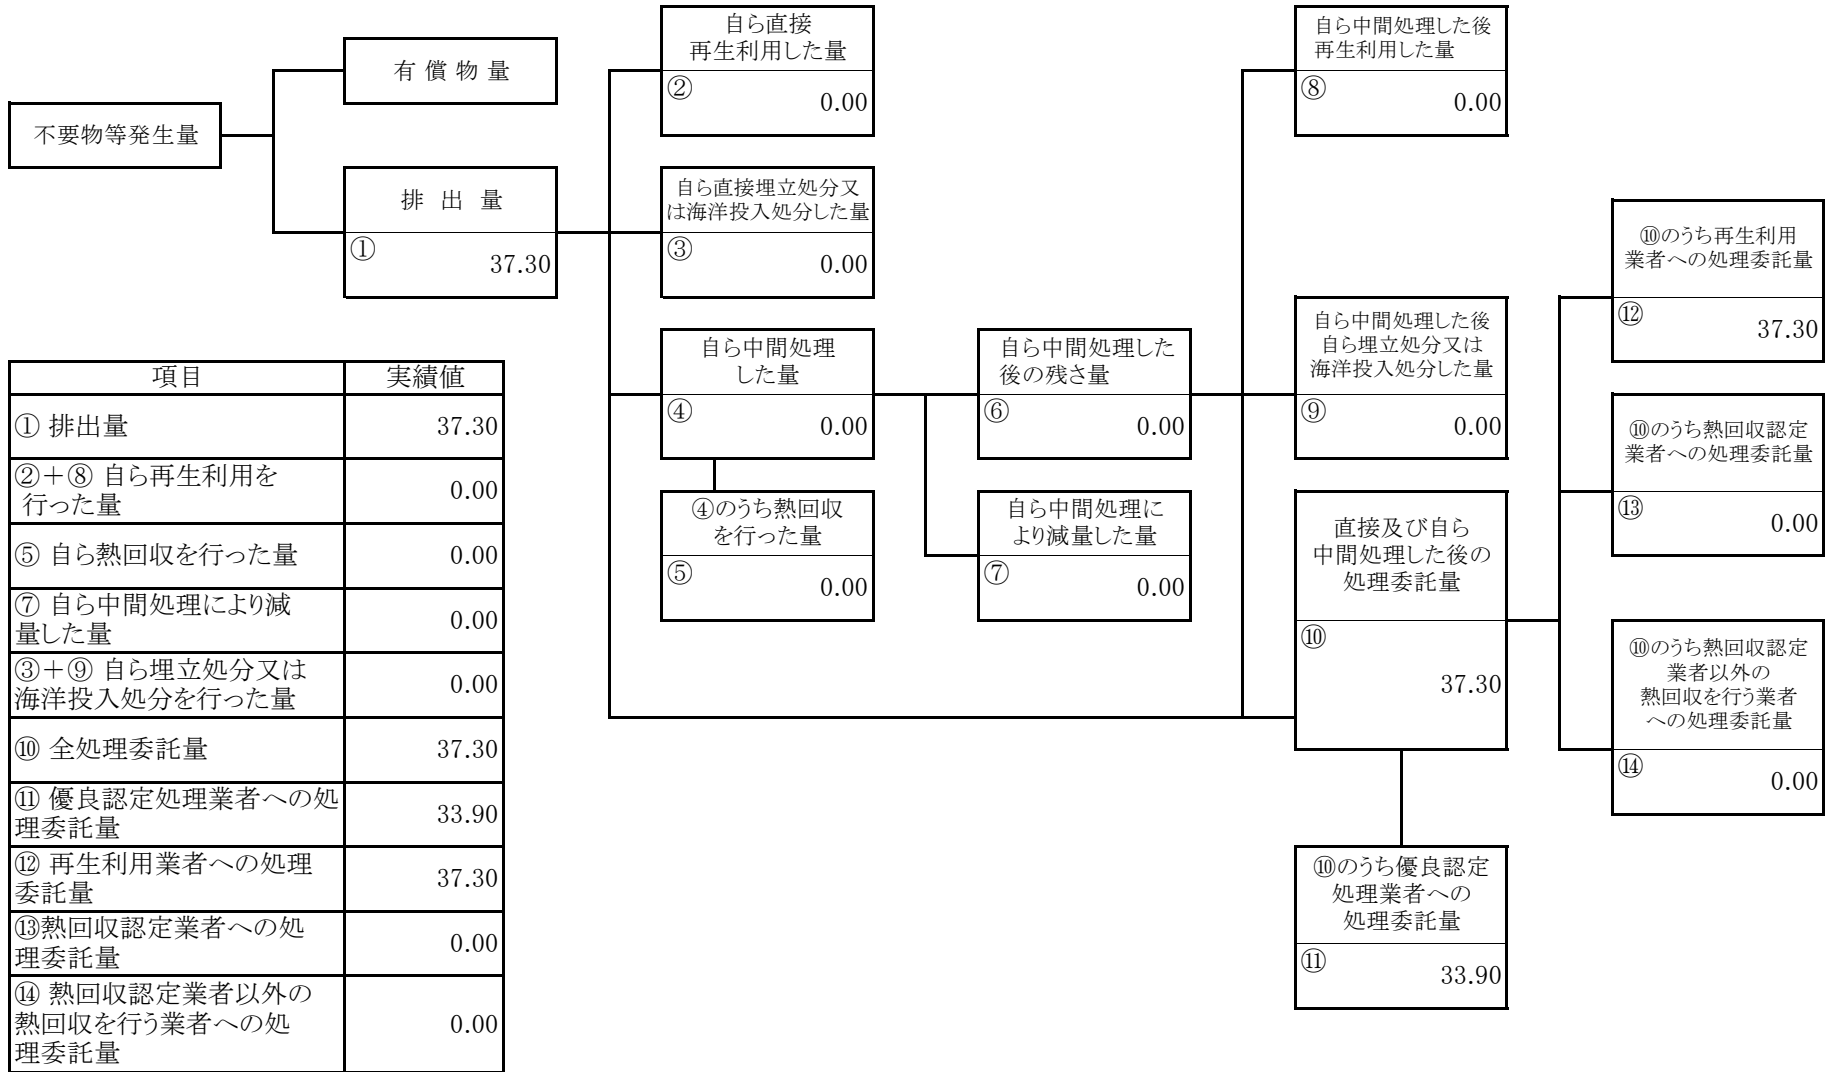 不要物等発生量
有 償 物 量
排 出 量
①
37.30
自ら直接
再生利用した量
②
0.00
自ら直接埋立処分又
は海洋投入処分した量
③
0.00
自ら中間処理
した量
④
0.00
④のうち熱回収
を行った量
⑤
0.00
自ら中間処理した
後の残さ量
⑥
0.00
自ら中間処理に
より減量した量
⑦
0.00
自ら中間処理した後
再生利用した量
⑧
0.00
自ら中間処理した後
自ら埋立処分又は
海洋投入処分した量
⑨
0.00
直接及び自ら
中間処理した後の
処理委託量
⑩
37.30
⑩のうち優良認定
処理業者への
処理委託量
⑪
33.90
⑩のうち再生利用
業者への処理委託量
⑫
37.30
⑩のうち熱回収認定
業者への処理委託量
⑬
0.00
⑩のうち熱回収認定
業者以外の
熱回収を行う業者
への処理委託量
⑭
0.00
項目 実績値
① 排出量 37.30
②＋⑧ 自ら再生利用を
行った量 0.00
⑤ 自ら熱回収を行った量 0.00
⑦ 自ら中間処理により減
量した量 0.00
③＋⑨ 自ら埋立処分又は
海洋投入処分を行った量 0.00
⑩ 全処理委託量 37.30
⑪ 優良認定処理業者への処
理委託量 33.90
⑫ 再生利用業者への処理
委託量 37.30
⑬熱回収認定業者への処
理委託量 0.00
⑭ 熱回収認定業者以外の
熱回収を行う業者への処
理委託量 0.00